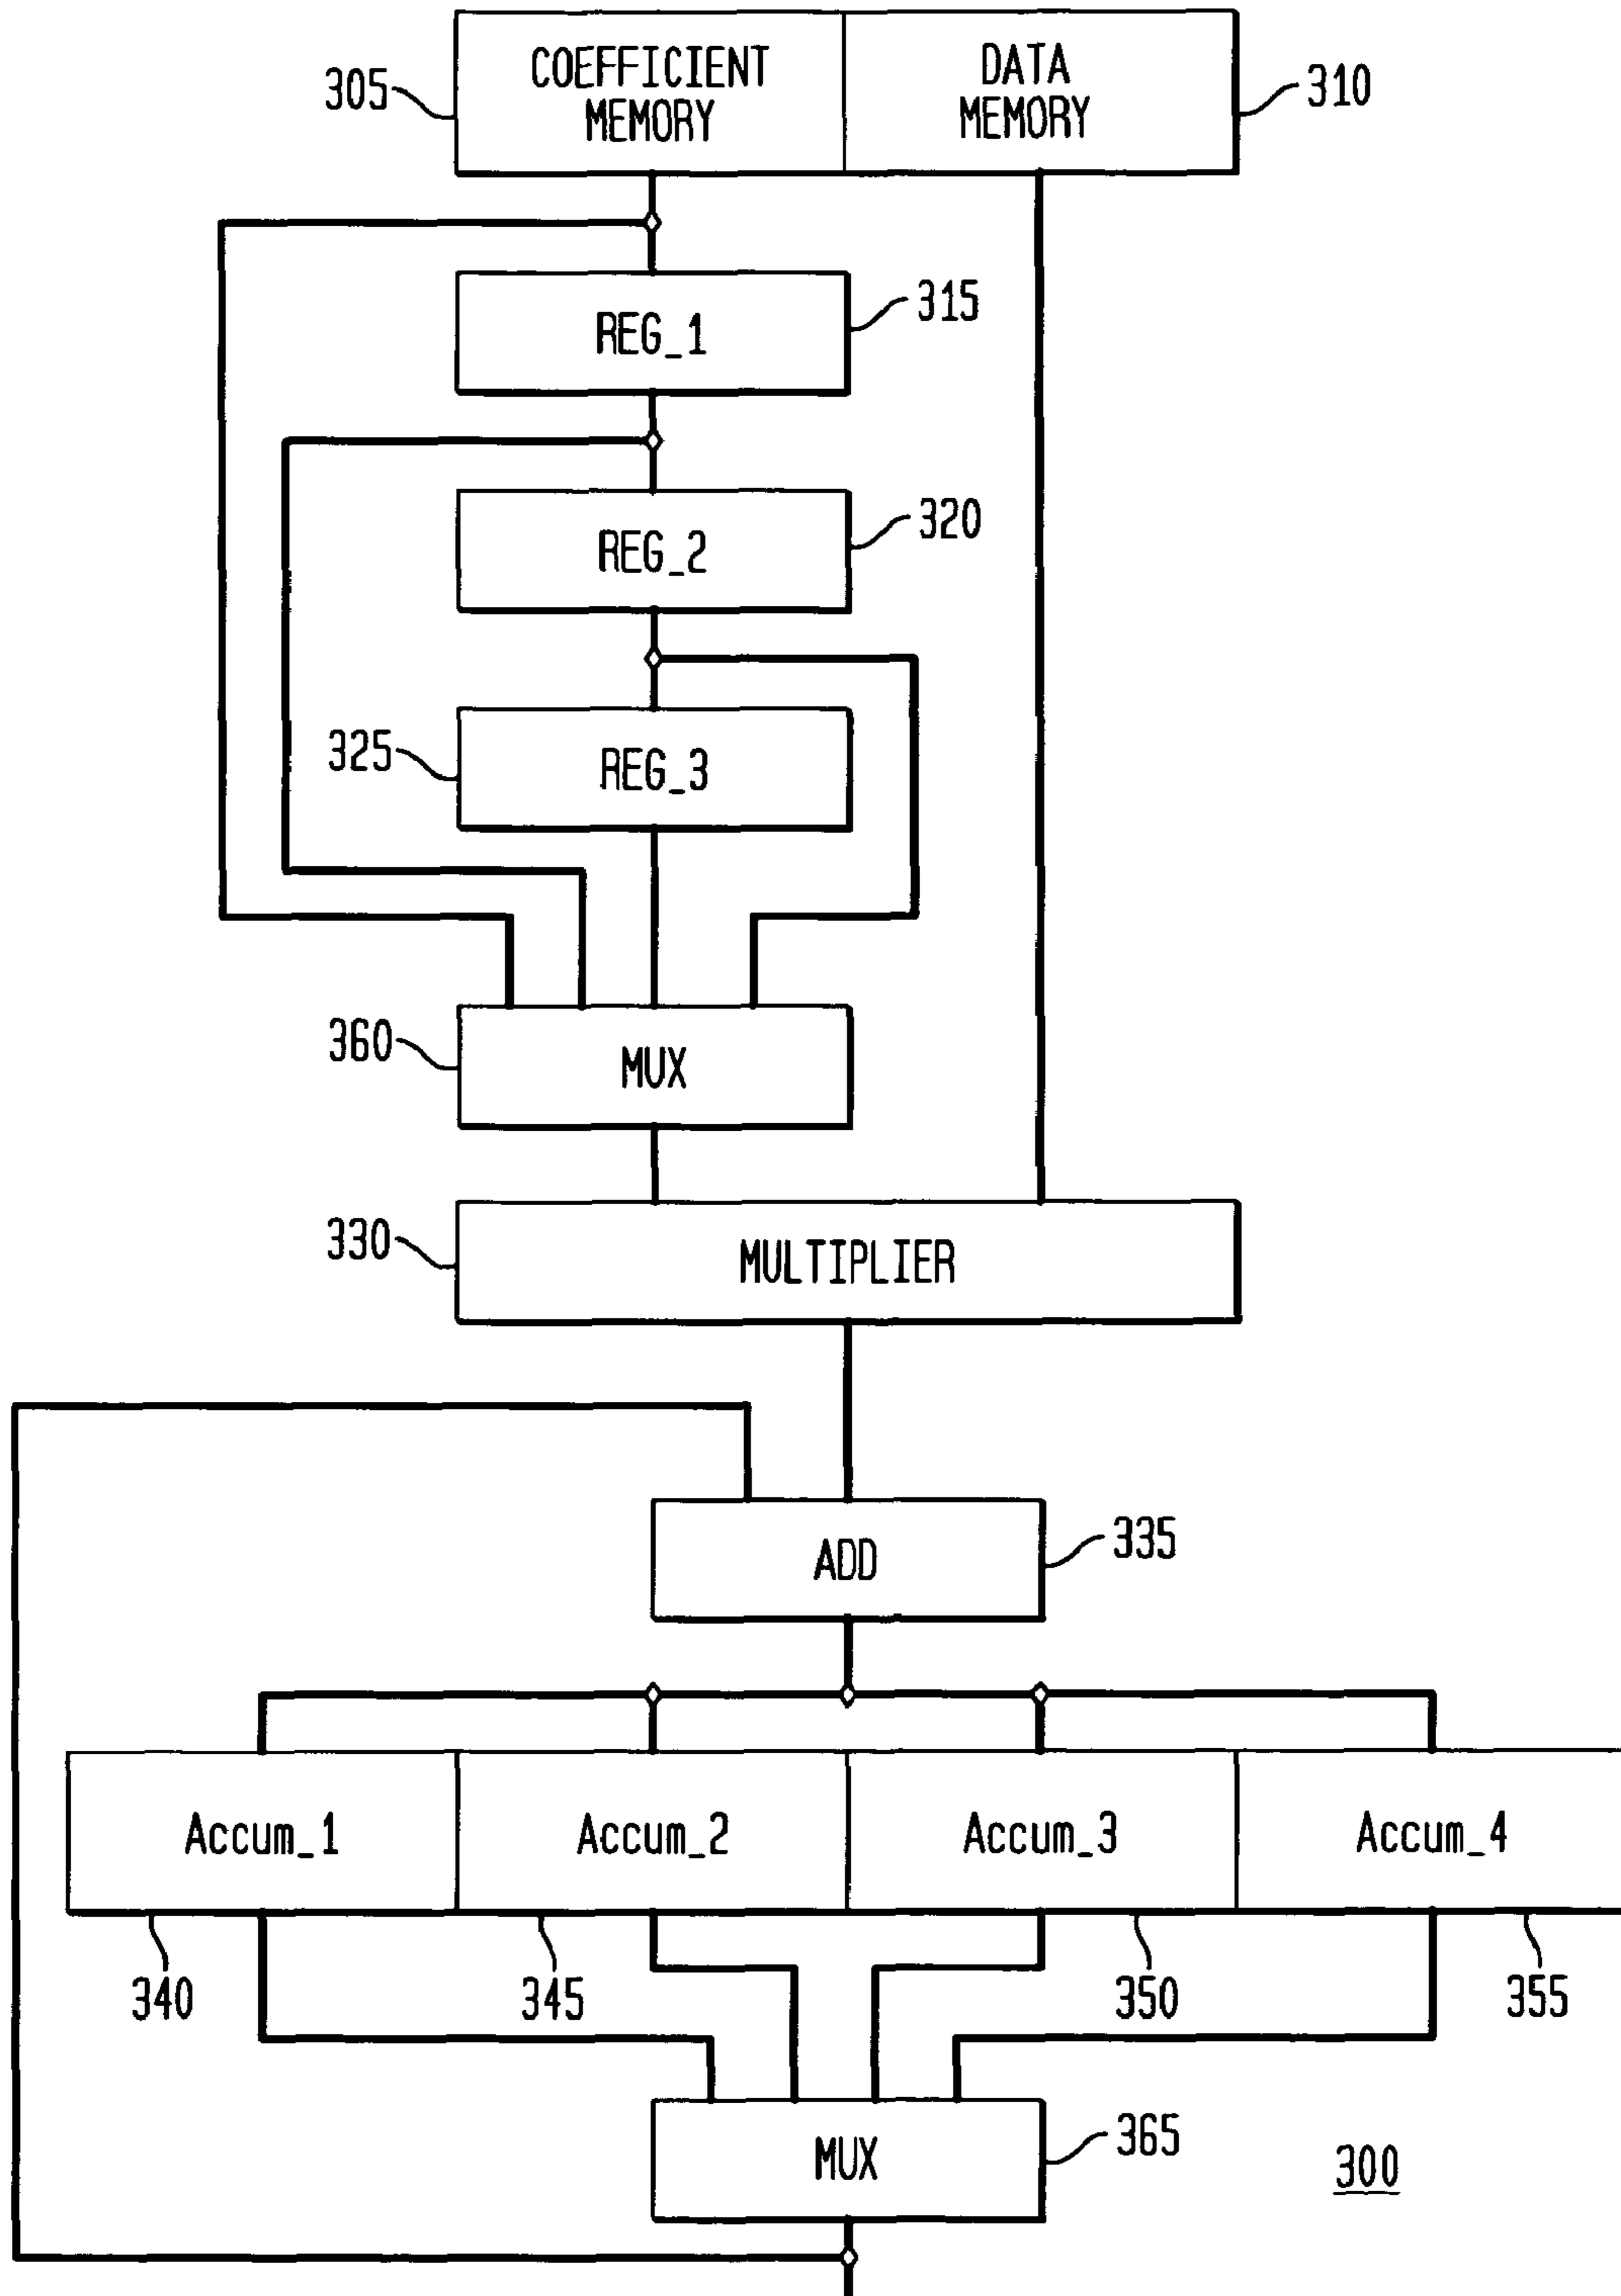 COEFFICIENT
MEMORY
DATA
MEMORY
305
310
REG_1
315
REG_2
320
REG_3
325
MUX
360
MULTIPLIER
330
ADD
335
Accum_1
Accum_2
Accum_3
Accum_4
340
345
350
355
MUX
365
300